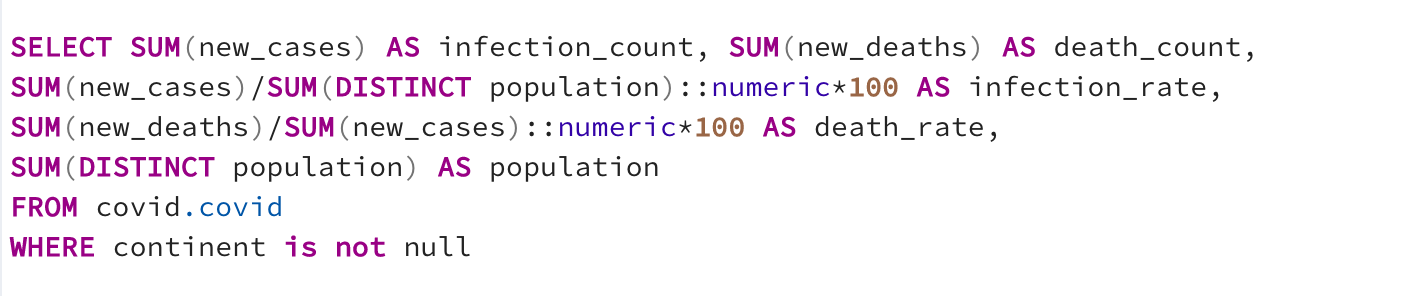 SELECT SUM(new_cases) AS infection_count, SUM(new_deaths) AS death_count,
SUM(new_cases)/SUM(DISTINCT population)::numeric*100 AS infection_rate,
SUM(new_deaths)/SUM(new_cases)::numeric*100 AS death_rate,
SUM(DISTINCT population) AS population
FROM covid.covid
WHERE continent is not null